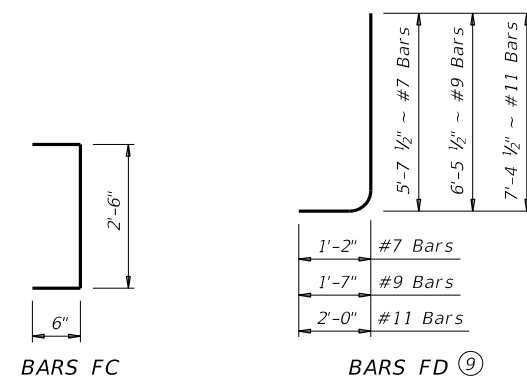 2'-6"
6"
BARS FC
5'-7 ½" ~ #7 Bars
6'-5 ½" ~ #9 Bars
7'-4 ½" ~ #11 Bars
1'-2" #7 Bars
1'-7" #9 Bars
2'-0" #11 Bars
BARS FD 9